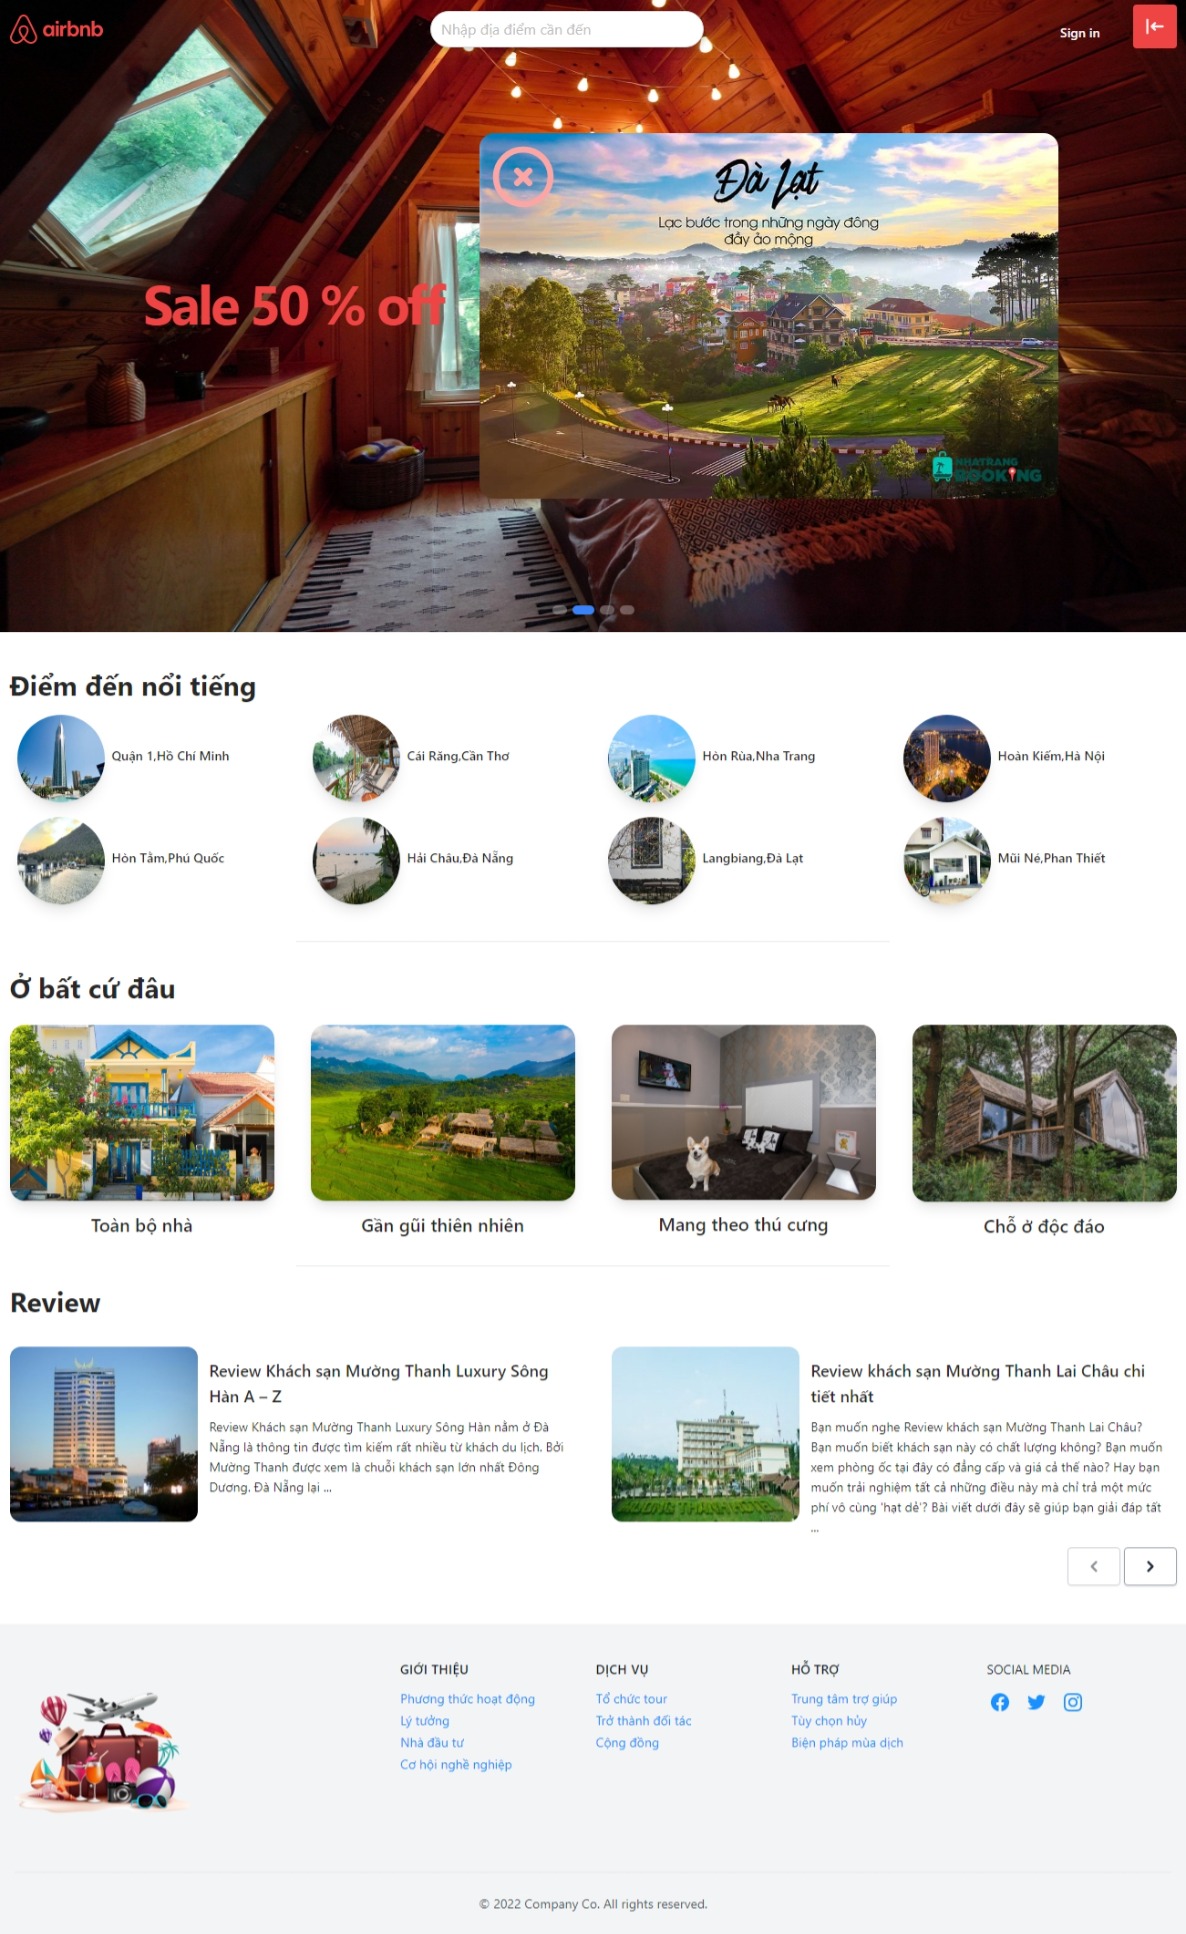 airbnb
Nhập địa điểm cần đến
Sign in
Đà Lạt
Lạc bước trong những ngày đông
đầy ảo mộng
Sale 50 % off
NHATRANG
BOOKING
Điểm đến nổi tiếng
Quận 1,Hồ Chí Minh
Cái Răng,Cần Thơ
Hòn Rùa,Nha Trang
Hoàn Kiếm,Hà Nội
Hòn Tằm,Phú Quốc
Hải Châu,Đà Nẵng
Langbiang,Đà Lạt
Mũi Né,Phan Thiết
Ở bất cứ đâu
Toàn bộ nhà
Gần gũi thiên nhiên
Mang theo thú cưng
Chỗ ở độc đáo
Review
Review Khách sạn Mường Thanh Luxury Sông
Hàn A – Z
Review Khách sạn Mường Thanh Luxury Sông Hàn nằm ở Đà
Nẵng là thông tin được tìm kiếm rất nhiều từ khách du lịch. Bởi
Mường Thanh được xem là chuỗi khách sạn lớn nhất Đông
Dương. Đà Nẵng lại ...
Review khách sạn Mường Thanh Lai Châu chi
tiết nhất
Bạn muốn nghe Review khách sạn Mường Thanh Lai Châu?
Bạn muốn biết khách sạn này có chất lượng không? Bạn muốn
xem phòng ốc tại đây có đẳng cấp và giá cả thế nào? Hay bạn
muốn trải nghiệm tất cả những điều này mà chỉ trả một mức
phí vô cùng 'hạt dẻ'? Bài viết dưới đây sẽ giúp bạn giải đáp tất
...
GIỚI THIỆU
Phương thức hoạt động
Lý tưởng
Nhà đầu tư
Cơ hội nghề nghiệp
DỊCH VỤ
Tổ chức tour
Trở thành đối tác
Cộng đồng
HỖ TRỢ
Trung tâm trợ giúp
Tùy chọn hủy
Biện pháp mùa dịch
SOCIAL MEDIA
© 2022 Company Co. All rights reserved.